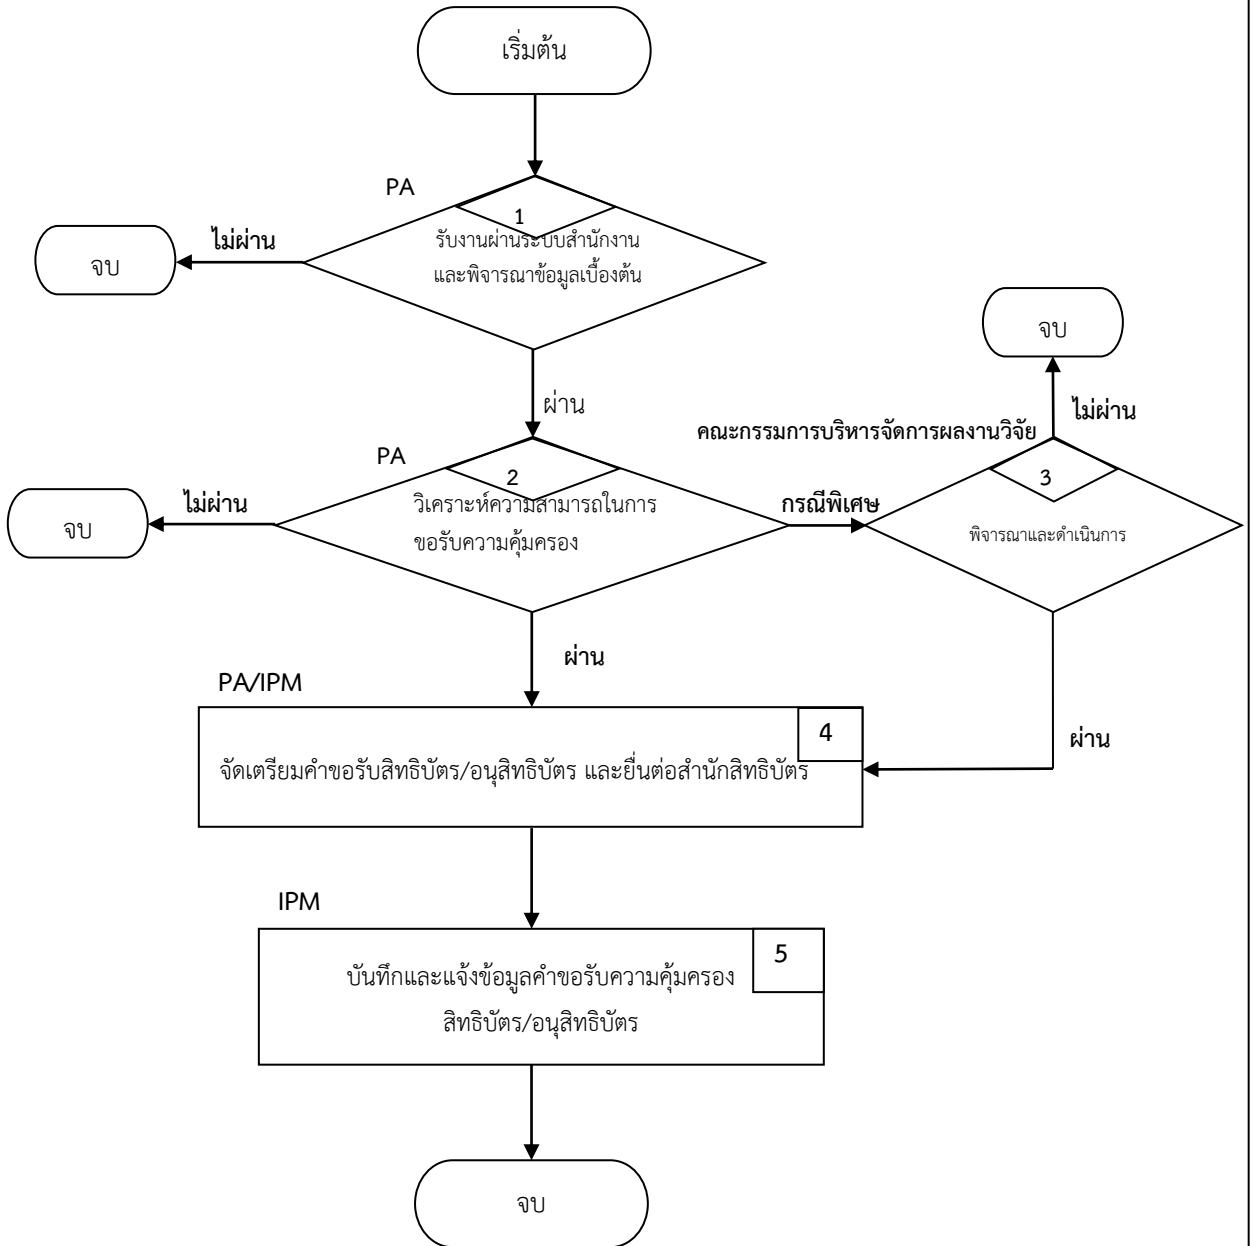 เริ่มต้น
PA
1
รับงานผ่านระบบสำนักงาน
และพิจารณาข้อมูลเบื้องต้น
ไม่ผ่าน
จบ
ผ่าน
PA
2
วิเคราะห์ความสามารถในการ
ขอรับความคุ้มครอง
ไม่ผ่าน
จบ
กรณีพิเศษ
คณะกรรมการบริหารจัดการผลงานวิจัย
3
พิจารณาและดำเนินการ
ไม่ผ่าน
จบ
ผ่าน
ผ่าน
PA/IPM
4
จัดเตรียมคำขอรับสิทธิบัตร/อนุสิทธิบัตร และยื่นต่อสำนักสิทธิบัตร
IPM
5
บันทึกและแจ้งข้อมูลคำขอรับความคุ้มครอง
สิทธิบัตร/อนุสิทธิบัตร
จบ